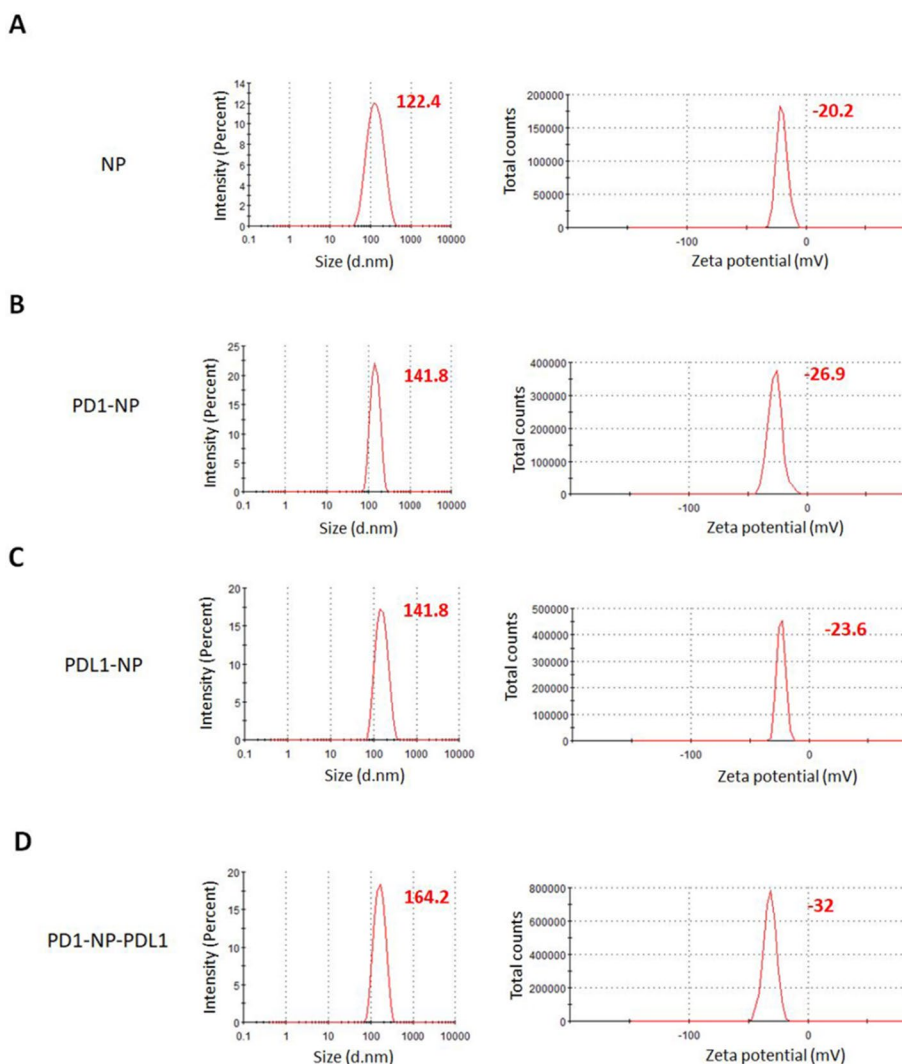 A
NP
Intensity (Percent)
14
12
10
8
6
4
2
0
122.4
0.1 1 10 100 1000 10000
Size (d.nm)
Total counts
200000
150000
100000
50000
0
-20.2
-100 0
Zeta potential (mV)
B
PD1-NP
Intensity (Percent)
25
20
15
10
5
0
141.8
0.1 1 10 100 1000 10000
Size (d.nm)
Total counts
400000
300000
200000
100000
0
-26.9
-100 0
Zeta potential (mV)
C
PDL1-NP
Intensity (Percent)
20
15
10
5
0
141.8
0.1 1 10 100 1000 10000
Size (d.nm)
Total counts
500000
400000
300000
200000
100000
0
-23.6
-100 0
Zeta potential (mV)
D
PD1-NP-PDL1
Intensity (Percent)
20
15
10
5
0
164.2
0.1 1 10 100 1000 10000
Size (d.nm)
Total counts
800000
600000
400000
200000
0
-32
-100 0
Zeta potential (mV)